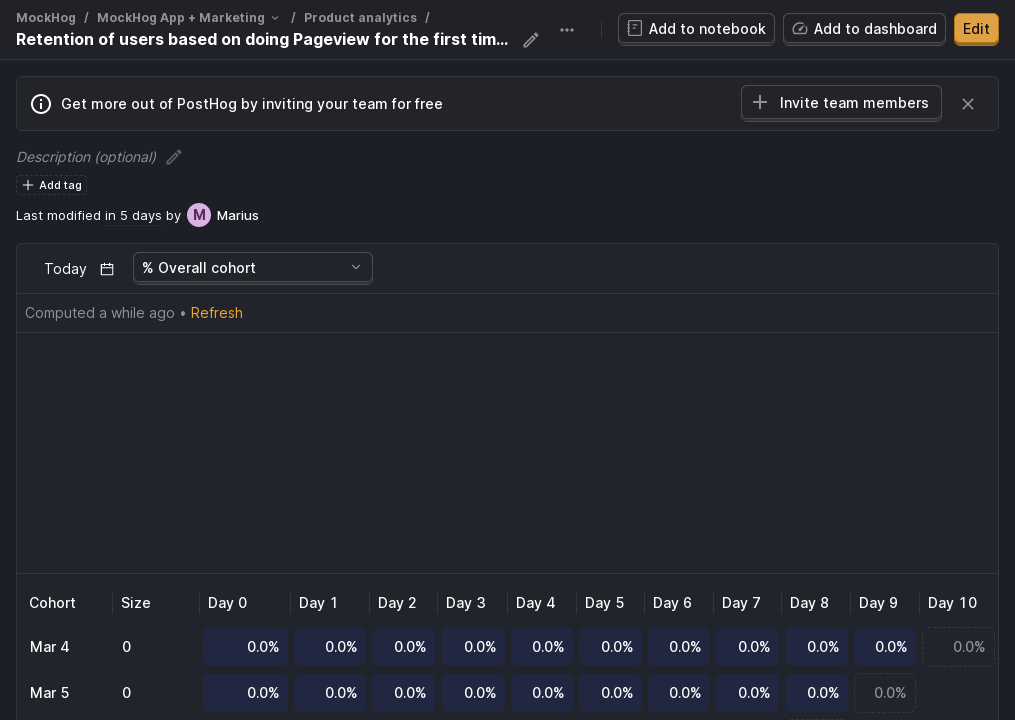 MockHog / MockHog App + Marketing / Product analytics /
Retention of users based on doing Pageview for the first tim...
Add to notebook
Add to dashboard
Edit
Get more out of PostHog by inviting your team for free
Invite team members
Description (optional)
Add tag
Last modified in 5 days by M Marius
Today
% Overall cohort
Computed a while ago • Refresh
Cohort Size Day 0 Day 1 Day 2 Day 3 Day 4 Day 5 Day 6 Day 7 Day 8 Day 9 Day 10
Mar 4 0 0.0% 0.0% 0.0% 0.0% 0.0% 0.0% 0.0% 0.0% 0.0% 0.0% 0.0%
Mar 5 0 0.0% 0.0% 0.0% 0.0% 0.0% 0.0% 0.0% 0.0% 0.0% 0.0%